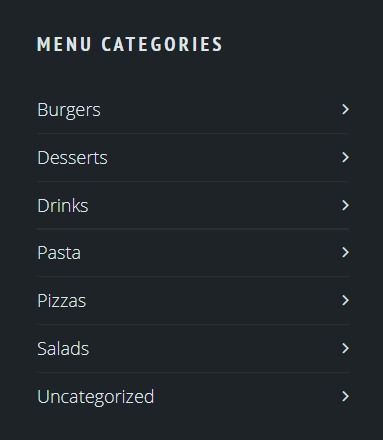 MENU CATEGORIES
Burgers
Desserts
Drinks
Pasta
Pizzas
Salads
Uncategorized